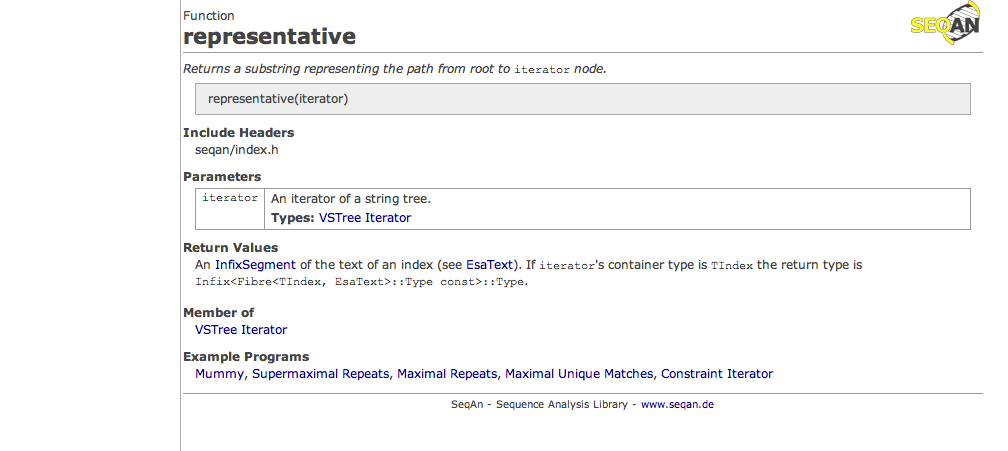 Function
SEQAN
representative
Returns a substring representing the path from root to iterator node.
representative(iterator)
Include Headers
seqan/index.h
Parameters
iterator An iterator of a string tree.
Types: VSTree Iterator
Return Values
An InfixSegment of the text of an index (see EsaText). If iterator's container type is TIndex the return type is
Infix<Fibre<TIndex, EsaText>::Type const>::Type.
Member of
VSTree Iterator
Example Programs
Mummy, Supermaximal Repeats, Maximal Repeats, Maximal Unique Matches, Constraint Iterator
SeqAn - Sequence Analysis Library - www.seqan.de